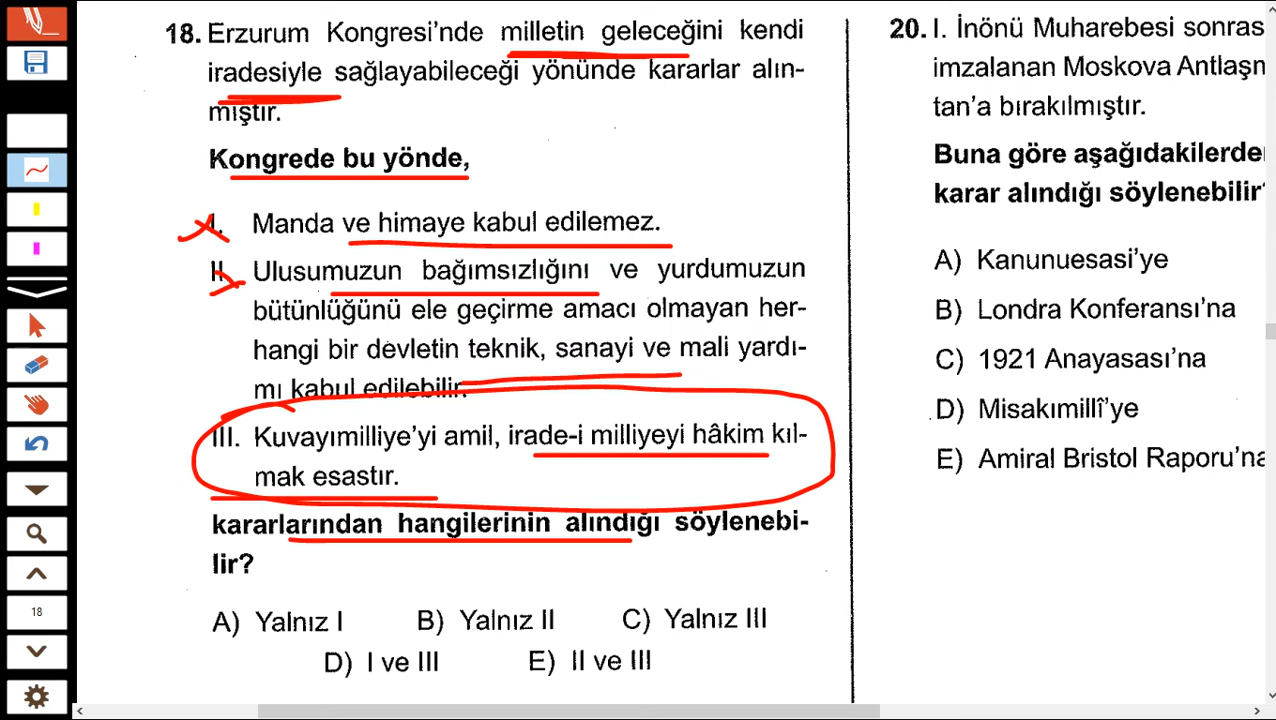 18. Erzurum Kongresi'nde milletin geleceğini kendi
iradesiyle sağlayabileceği yönünde kararlar alın-
mıştır.
Kongrede bu yönde,
I. Manda ve himaye kabul edilemez.
II. Ulusumuzun bağımsızlığını ve yurdumuzun
bütünlüğünü ele geçirme amacı olmayan her-
hangi bir devletin teknik, sanayi ve mali yardı-
mı kabul edilebilir.
III. Kuvayımilliye'yi amil, irade-i milliyeyi hâkim kıl-
mak esastır.
kararlarından hangilerinin alındığı söylenebi-
lir?
A) Yalnız I B) Yalnız II C) Yalnız III
D) I ve III E) II ve III
20. I. İnönü Muharebesi sonras
imzalanan Moskova Antlaşm
tan'a bırakılmıştır.
Buna göre aşağıdakilerde
karar alındığı söylenebilir
A) Kanunuesasi'ye
B) Londra Konferansı'na
C) 1921 Anayasası'na
D) Misakımillî'ye
E) Amiral Bristol Raporu'na
18